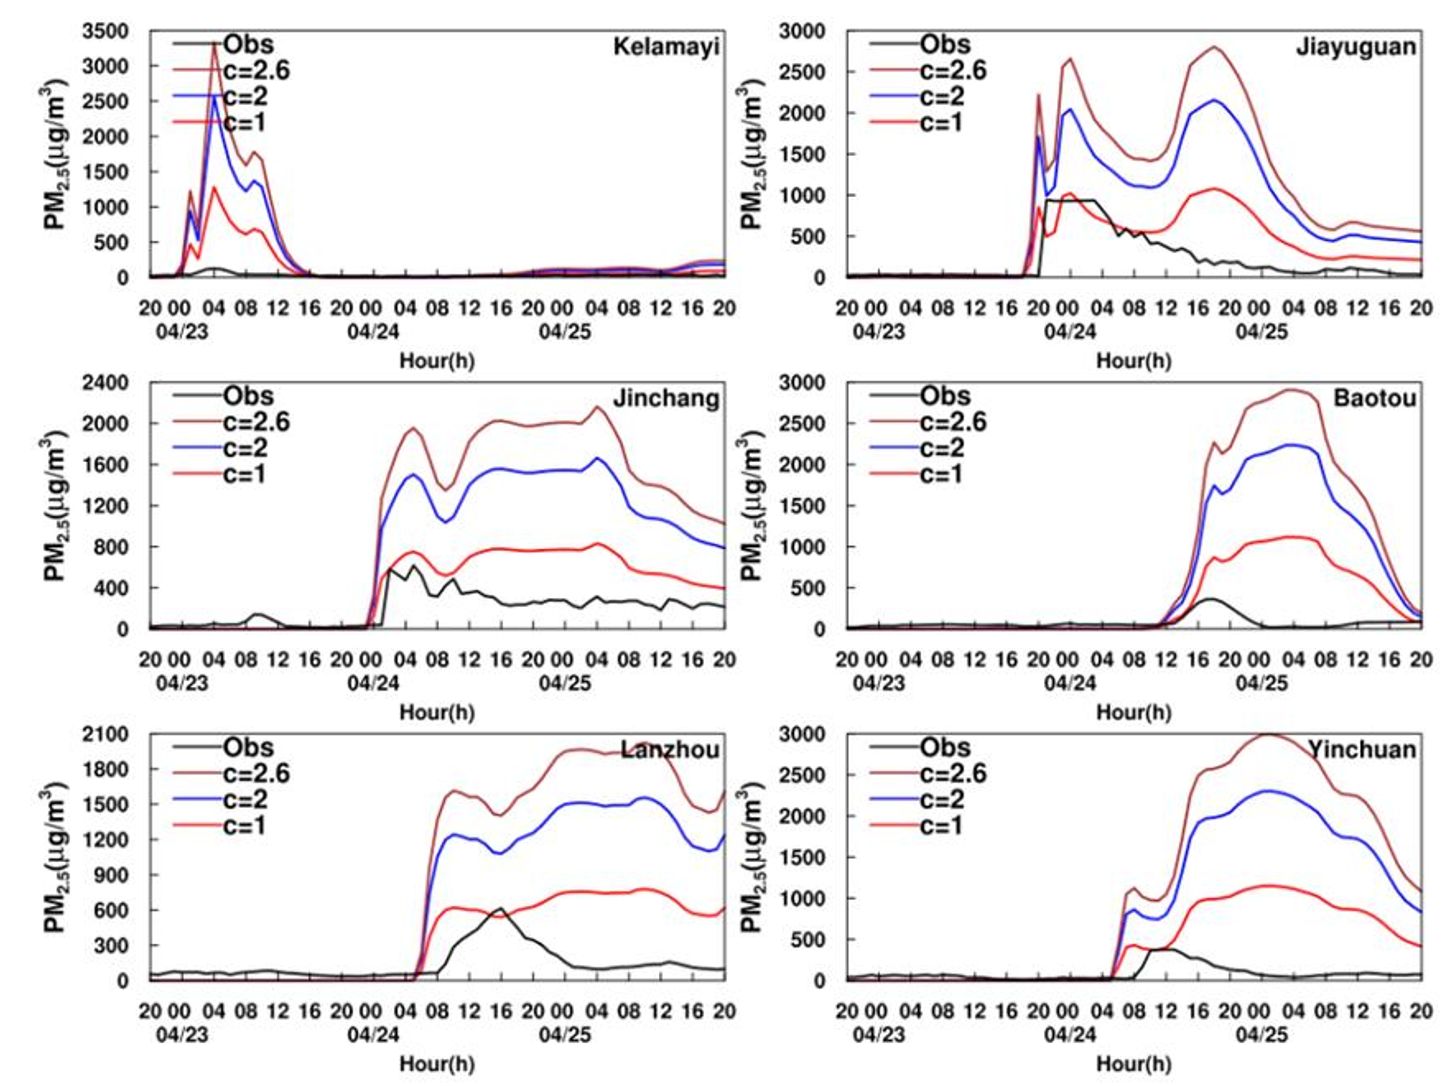 3500
3000
2500
2000
1500
1000
500
0
PM2.5(μg/m3)
Obs
c=2.6
c=2
c=1
Kelamayi
20 00 04 08 12 16 20 00 04 08 12 16 20 00 04 08 12 16 20
04/23 04/24 04/25
Hour(h)
3000
2500
2000
1500
1000
500
0
PM2.5(μg/m3)
Obs
c=2.6
c=2
c=1
Jiayuguan
20 00 04 08 12 16 20 00 04 08 12 16 20 00 04 08 12 16 20
04/23 04/24 04/25
Hour(h)
2400
2000
1600
1200
800
400
0
PM2.5(μg/m3)
Obs
c=2.6
c=2
c=1
Jinchang
20 00 04 08 12 16 20 00 04 08 12 16 20 00 04 08 12 16 20
04/23 04/24 04/25
Hour(h)
3000
2500
2000
1500
1000
500
0
PM2.5(μg/m3)
Obs
c=2.6
c=2
c=1
Baotou
20 00 04 08 12 16 20 00 04 08 12 16 20 00 04 08 12 16 20
04/23 04/24 04/25
Hour(h)
2100
1800
1500
1200
900
600
300
0
PM2.5(μg/m3)
Obs
c=2.6
c=2
c=1
Lanzhou
20 00 04 08 12 16 20 00 04 08 12 16 20 00 04 08 12 16 20
04/23 04/24 04/25
Hour(h)
3000
2500
2000
1500
1000
500
0
PM2.5(μg/m3)
Obs
c=2.6
c=2
c=1
Yinchuan
20 00 04 08 12 16 20 00 04 08 12 16 20 00 04 08 12 16 20
04/23 04/24 04/25
Hour(h)